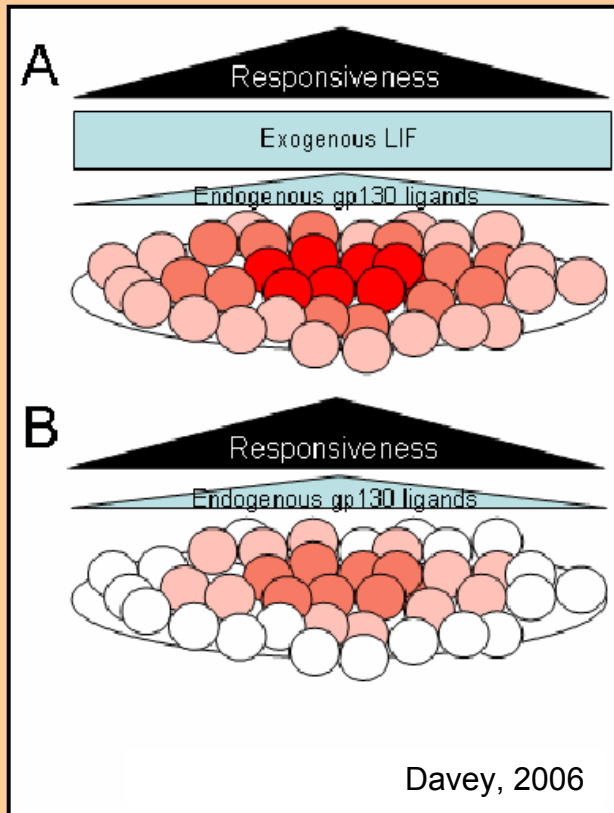 A
Responsiveness
Exogenous LIF
Endogenous gp130 ligands
B
Responsiveness
Endogenous gp130 ligands
Davey, 2006